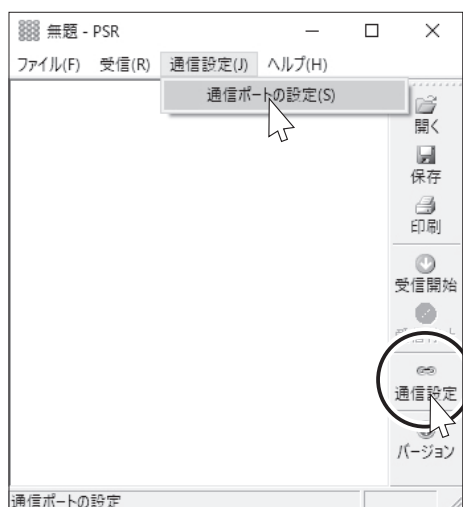 無題 - PSR
ファイル(F) 受信(R) 通信設定(J) ヘルプ(H)
通信ポートの設定(S)
開く
保存
印刷
受信開始
通信設定
バージョン
通信ポートの設定